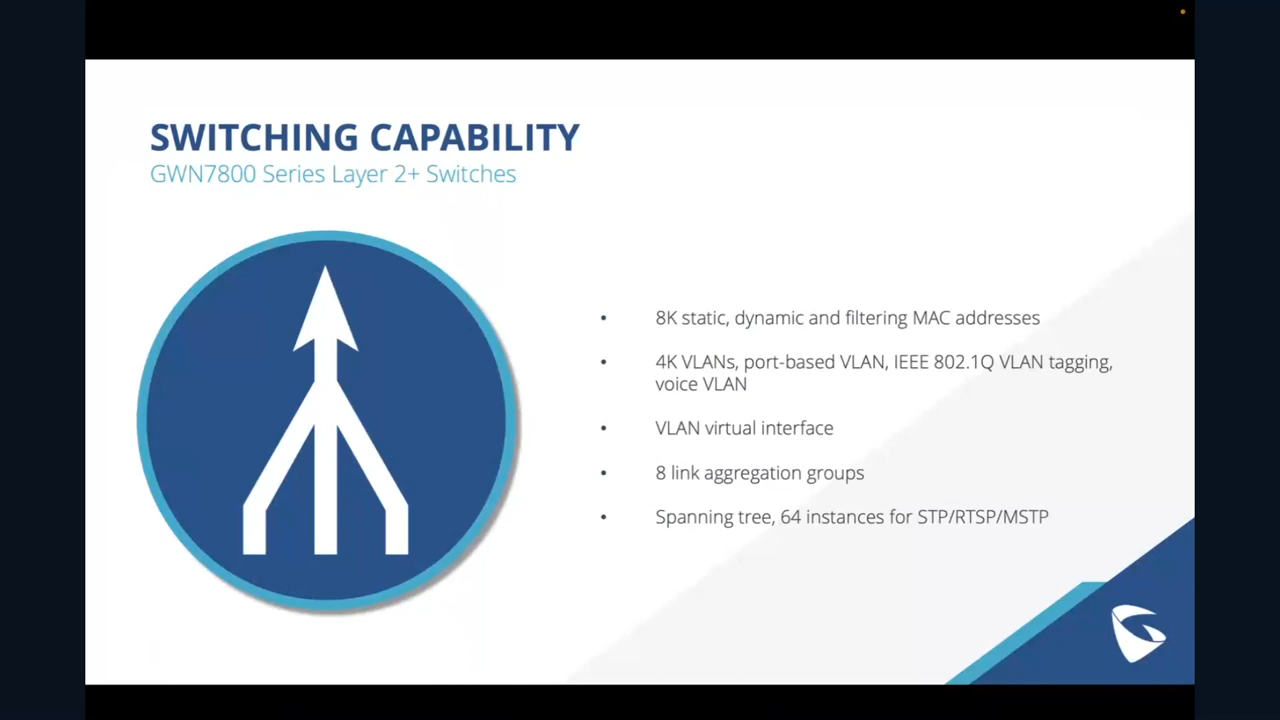 SWITCHING CAPABILITY
GWN7800 Series Layer 2+ Switches
• 8K static, dynamic and filtering MAC addresses
• 4K VLANs, port-based VLAN, IEEE 802.1Q VLAN tagging,
voice VLAN
• VLAN virtual interface
• 8 link aggregation groups
• Spanning tree, 64 instances for STP/RTSP/MSTP